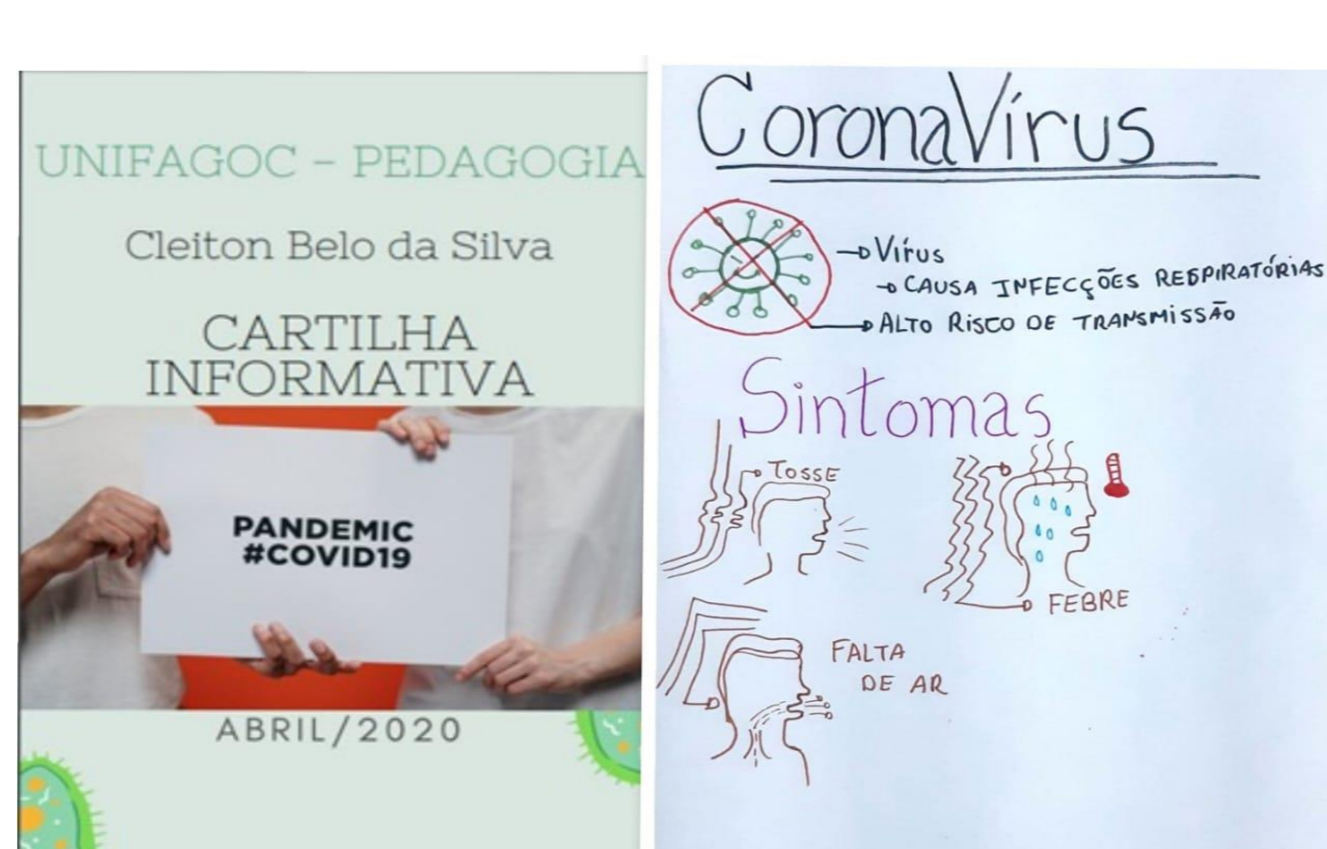 UNIFAGOC – PEDAGOGIA
Cleiton Belo da Silva
CARTILHA
INFORMATIVA
PANDEMIC
#COVID19
ABRIL/2020
CoronaVírus
Vírus
CAUSA INFECÇÕES RESPIRATÓRIAS
ALTO RISCO DE TRANSMISSÃO
Sintomas
TOSSE
FEBRE
FALTA
DE AR